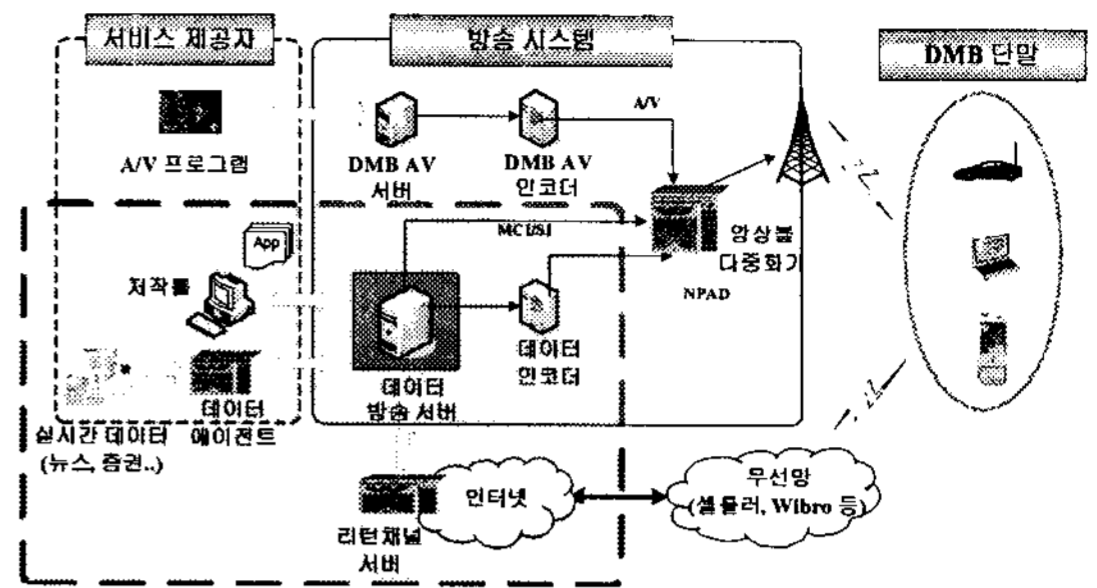 서비스 제공자
방송 시스템
DMB 단말
A/V 프로그램
DMB AV
서버
DMB AV
인코더
A/V
앙상블
다중화기
MCI/SI
NPAD
App
저작툴
데이터
에이전트
실시간 데이터
(뉴스, 증권..)
데이터
방송 서버
데이터
인코더
리턴채널
서버
인터넷
무선망
(셀룰러, Wibro 등)